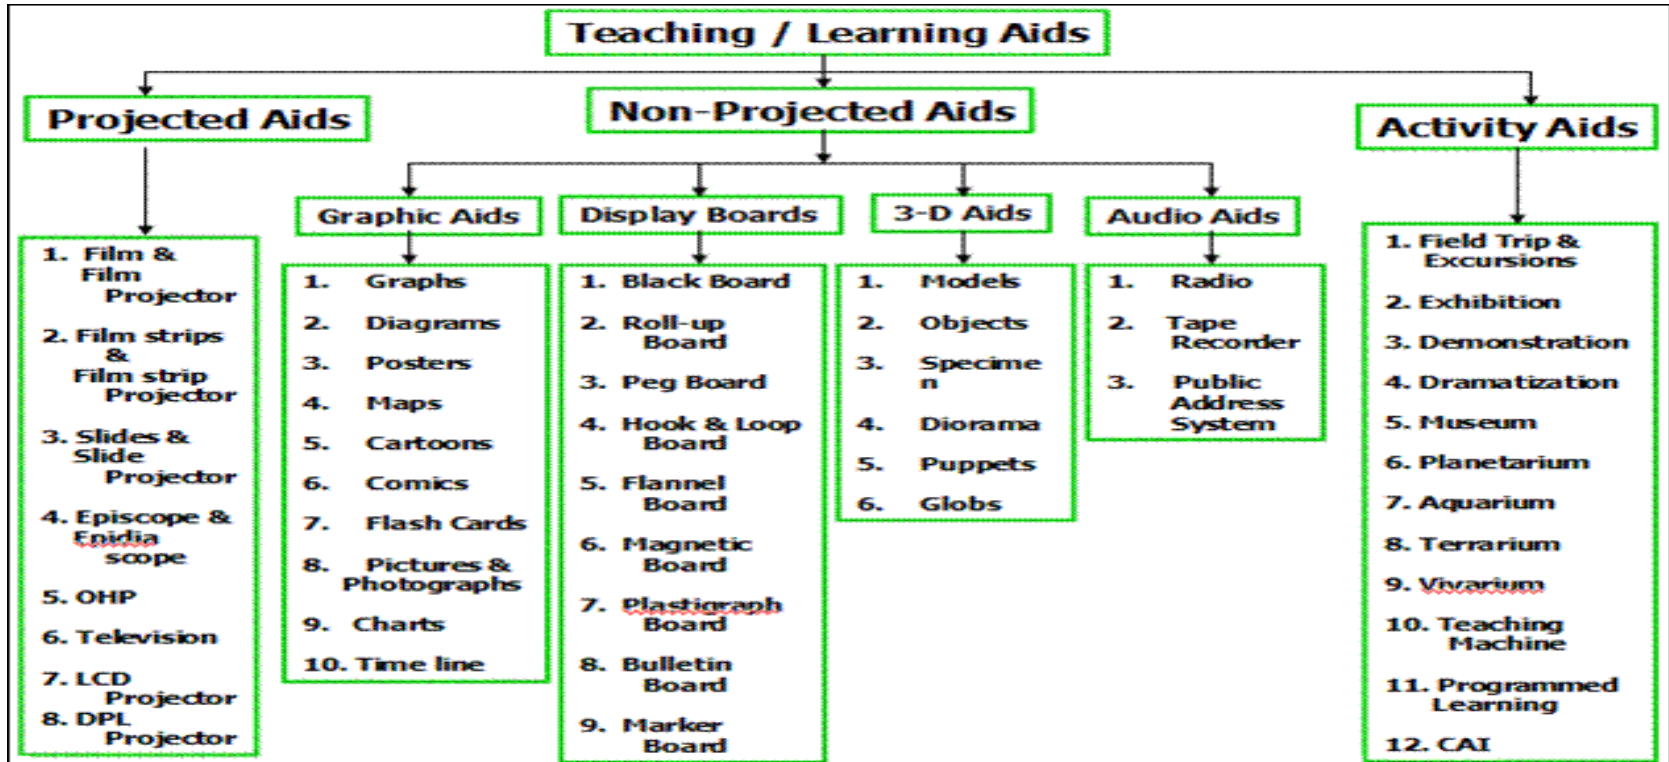 Teaching / Learning Aids
Projected Aids
Non-Projected Aids
Activity Aids
Graphic Aids
Display Boards
3-D Aids
Audio Aids
1. Film &
Film
Projector
2. Film strips
&
Film strip
Projector
3. Slides &
Slide
Projector
4. Episcope &
Enidia
scope
5. OHP
6. Television
7. LCD
Projector
8. DPL
Projector
1. Graphs
2. Diagrams
3. Posters
4. Maps
5. Cartoons
6. Comics
7. Flash Cards
8. Pictures &
Photographs
9. Charts
10. Time line
1. Black Board
2. Roll-up
Board
3. Peg Board
4. Hook & Loop
Board
5. Flannel
Board
6. Magnetic
Board
7. Plastigraph
Board
8. Bulletin
Board
9. Marker
Board
1. Models
2. Objects
3. Specime
n
4. Diorama
5. Puppets
6. Globs
1. Radio
2. Tape
Recorder
3. Public
Address
System
1. Field Trip &
Excursions
2. Exhibition
3. Demonstration
4. Dramatization
5. Museum
6. Planetarium
7. Aquarium
8. Terrarium
9. Vivarium
10. Teaching
Machine
11. Programmed
Learning
12. CAI